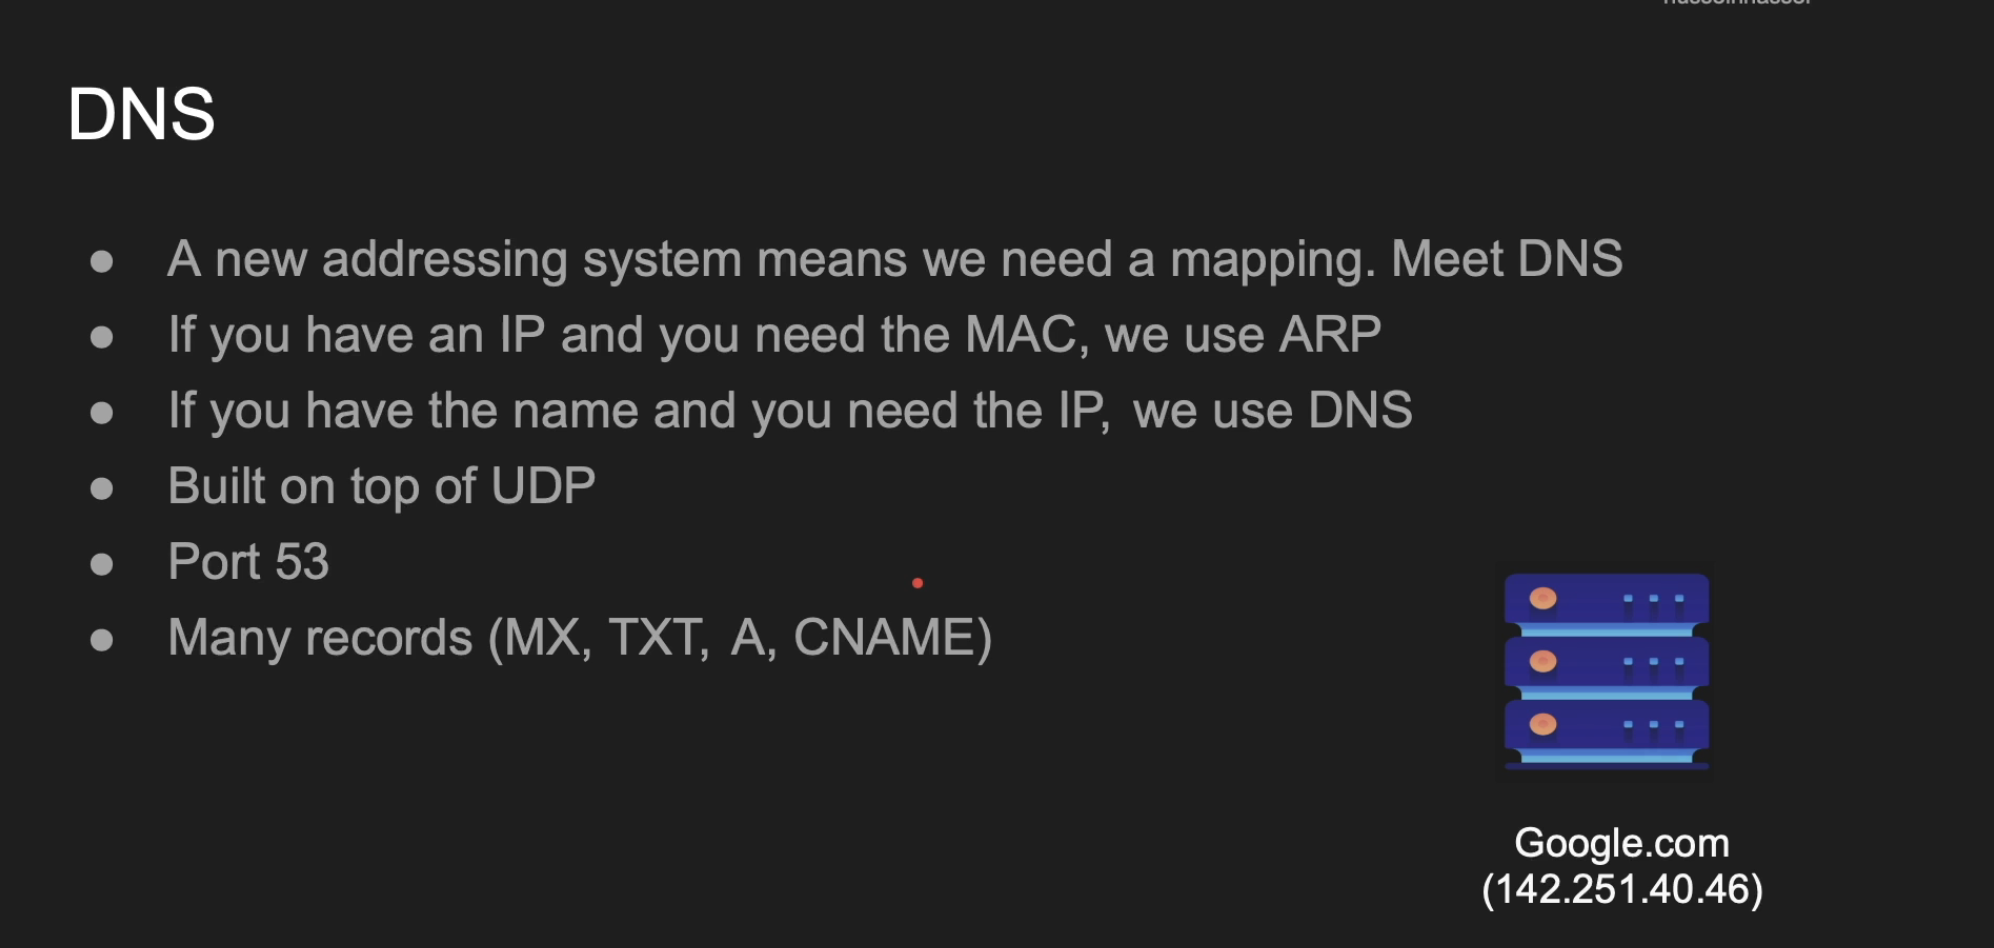 DNS
● A new addressing system means we need a mapping. Meet DNS
● If you have an IP and you need the MAC, we use ARP
● If you have the name and you need the IP, we use DNS
● Built on top of UDP
● Port 53
● Many records (MX, TXT, A, CNAME)
Google.com
(142.251.40.46)